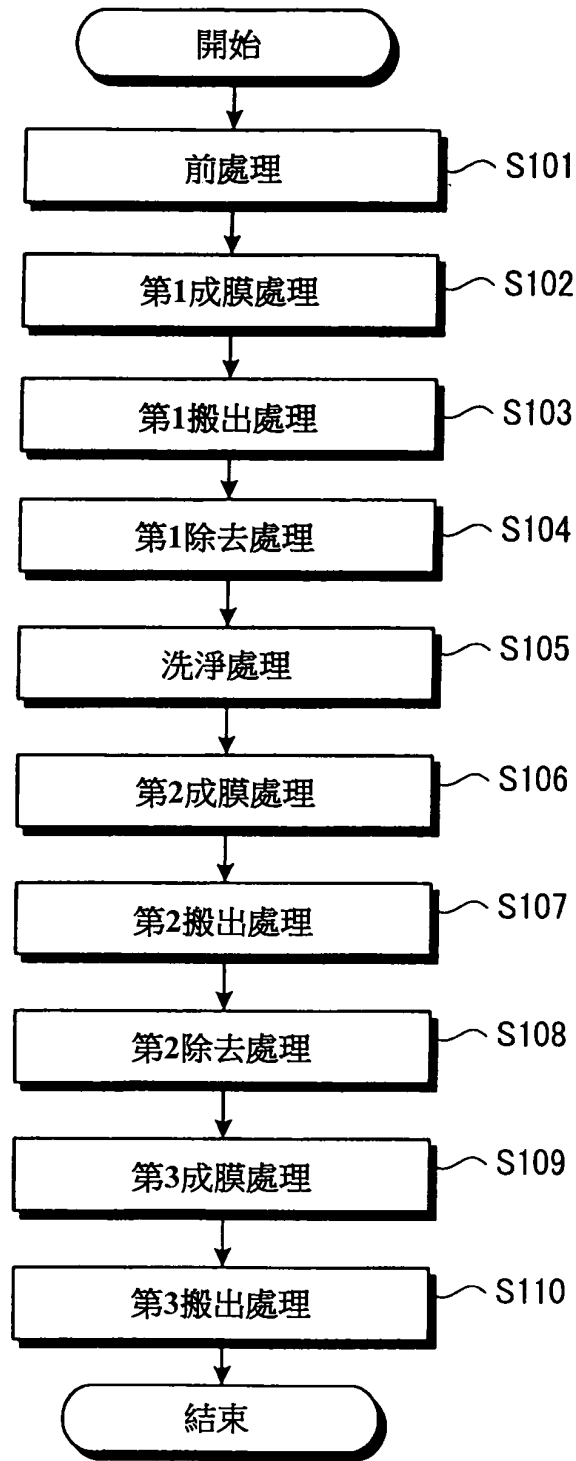 開始
前處理 S101
第1成膜處理 S102
第1搬出處理 S103
第1除去處理 S104
洗淨處理 S105
第2成膜處理 S106
第2搬出處理 S107
第2除去處理 S108
第3成膜處理 S109
第3搬出處理 S110
結束